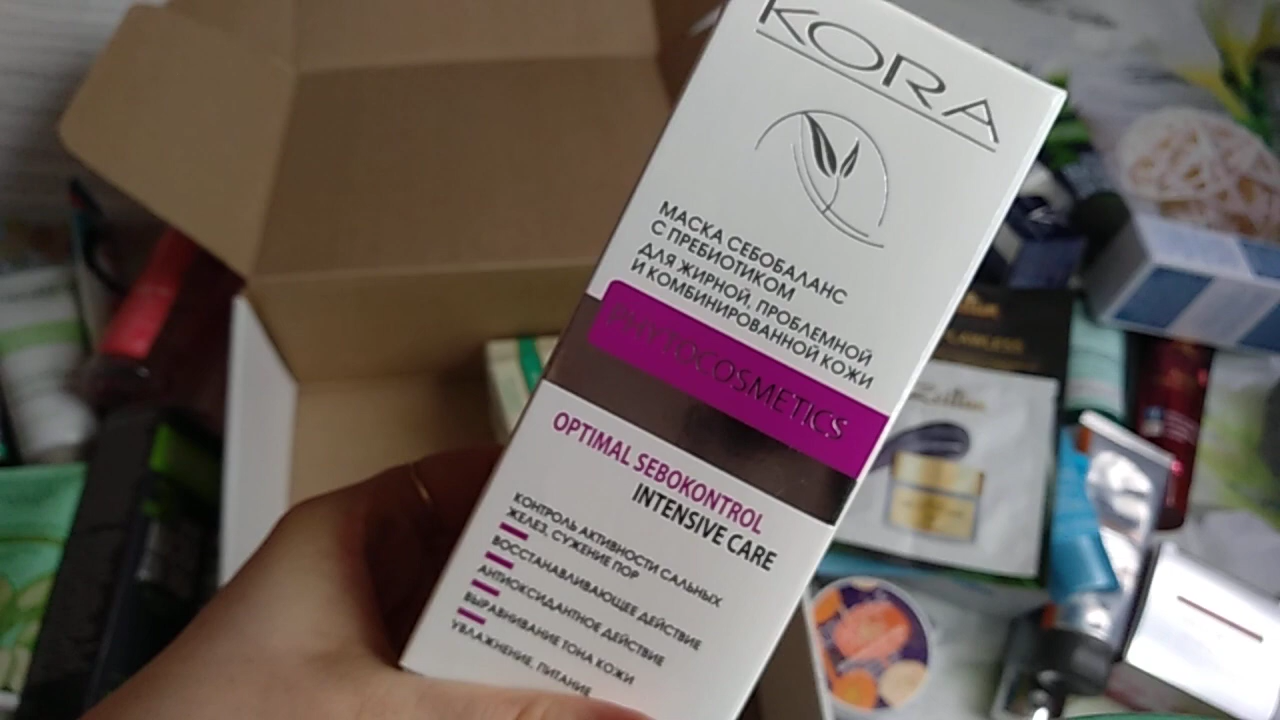 KORA
МАСКА СЕБОБАЛАНС
С ПРЕБИОТИКОМ
ДЛЯ ЖИРНОЙ, ПРОБЛЕМНОЙ
И КОМБИНИРОВАННОЙ КОЖИ
PHYTOCOSMETICS
OPTIMAL SEBOKONTROL
INTENSIVE CARE
КОНТРОЛЬ АКТИВНОСТИ САЛЬНЫХ
ЖЕЛЕЗ, СУЖЕНИЕ ПОР
ВОССТАНАВЛИВАЮЩЕЕ ДЕЙСТВИЕ
АНТИОКСИДАНТНОЕ ДЕЙСТВИЕ
ВЫРАВНИВАНИЕ ТОНА КОЖИ
УВЛАЖНЕНИЕ, ПИТАНИЕ